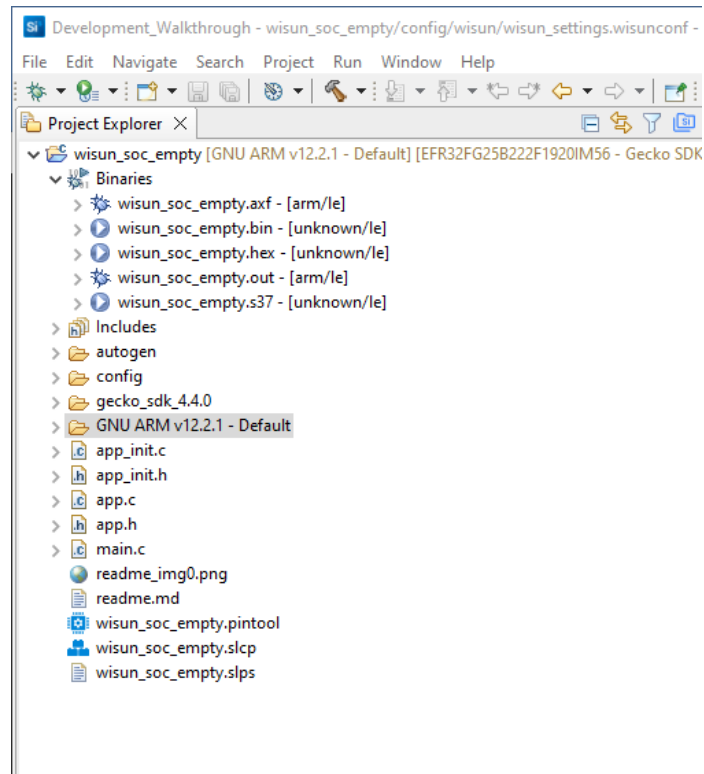 Si Development_Walkthrough - wisun_soc_empty/config/wisun/wisun_settings.wisunconf -
File Edit Navigate Search Project Run Window Help
Project Explorer
wisun_soc_empty [GNU ARM v12.2.1 - Default] [EFR32FG25B222F1920IM56 - Gecko SDK
Binaries
wisun_soc_empty.axf - [arm/le]
wisun_soc_empty.bin - [unknown/le]
wisun_soc_empty.hex - [unknown/le]
wisun_soc_empty.out - [arm/le]
wisun_soc_empty.s37 - [unknown/le]
Includes
autogen
config
gecko_sdk_4.4.0
GNU ARM v12.2.1 - Default
.c app_init.c
.h app_init.h
.c app.c
.h app.h
.c main.c
readme_img0.png
readme.md
wisun_soc_empty.pintool
wisun_soc_empty.slcp
wisun_soc_empty.slps